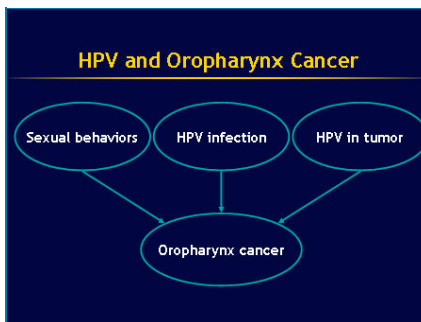 HPV and Oropharynx Cancer
Sexual behaviors
HPV infection
HPV in tumor
Oropharynx cancer